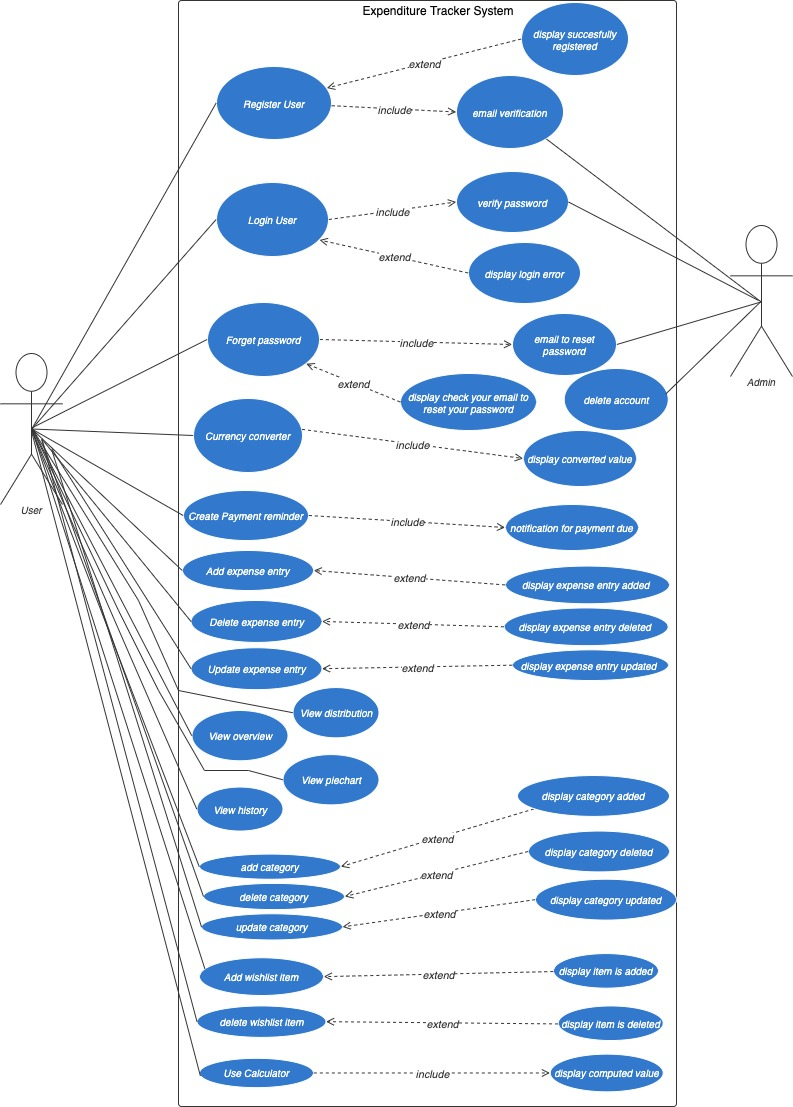 Expenditure Tracker System
display succesfully
registered
extend
Register User
include
email verification
Login User
include
verify password
extend
display login error
Forget password
include
email to reset
password
extend
display check your email to
reset your password
delete account
Admin
Currency converter
include
display converted value
User
Create Payment reminder
include
notification for payment due
Add expense entry
extend
display expense entry added
Delete expense entry
extend
display expense entry deleted
Update expense entry
extend
display expense entry updated
View distribution
View overview
View piechart
View history
display category added
extend
add category
display category deleted
extend
delete category
display category updated
extend
update category
Add wishlist item
extend
display item is added
delete wishlist item
extend
display item is deleted
Use Calculator
include
display computed value